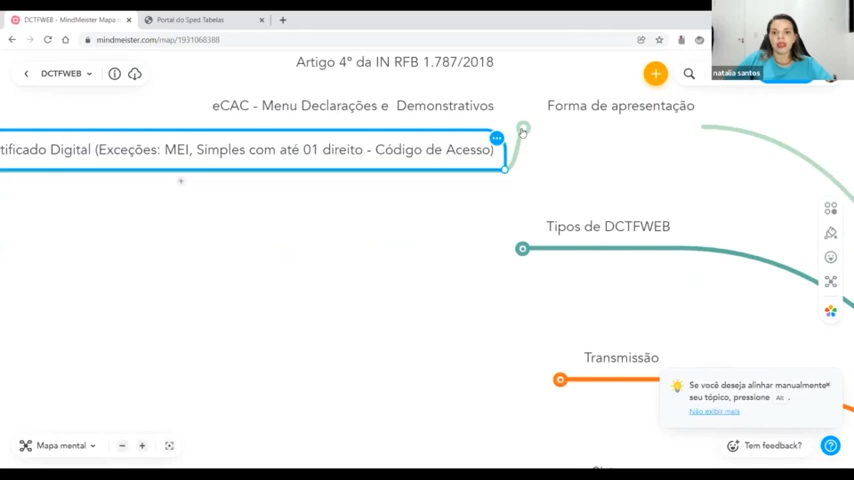 DCTFWEB - MindMeister Mapa
Portal do Sped Tabelas
mindmeister.com/map/1931068388
DCTFWEB
natalia santos
Artigo 4º da IN RFB 1.787/2018
eCAC - Menu Declarações e Demonstrativos
Forma de apresentação
tificado Digital (Exceções: MEI, Simples com até 01 direito - Código de Acesso)
Tipos de DCTFWEB
Transmissão
Se você deseja alinhar manualmente
seu tópico, pressione Alt .
Não exibir mais
Mapa mental
Tem feedback?